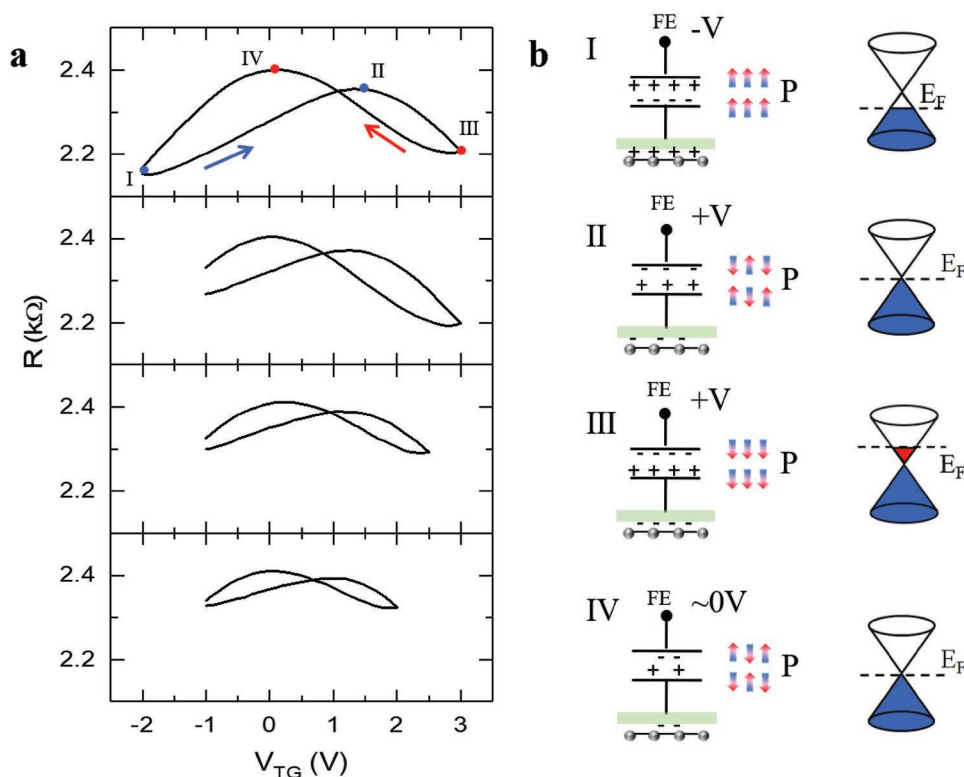 a
IV
II
III
I
2.4
2.2
2.4
2.2
2.4
2.2
2.4
2.2
R (kΩ)
-2 -1 0 1 2 3
V_TG (V)
b
I
FE
-V
+ + + +
- - - -
+ + + +
P
E_F
II
FE
+V
- - - -
+ + + +
- - - -
P
E_F
III
FE
+V
- - - -
+ + + +
- - - -
P
E_F
IV
FE
~0V
- -
+ +
- -
P
E_F